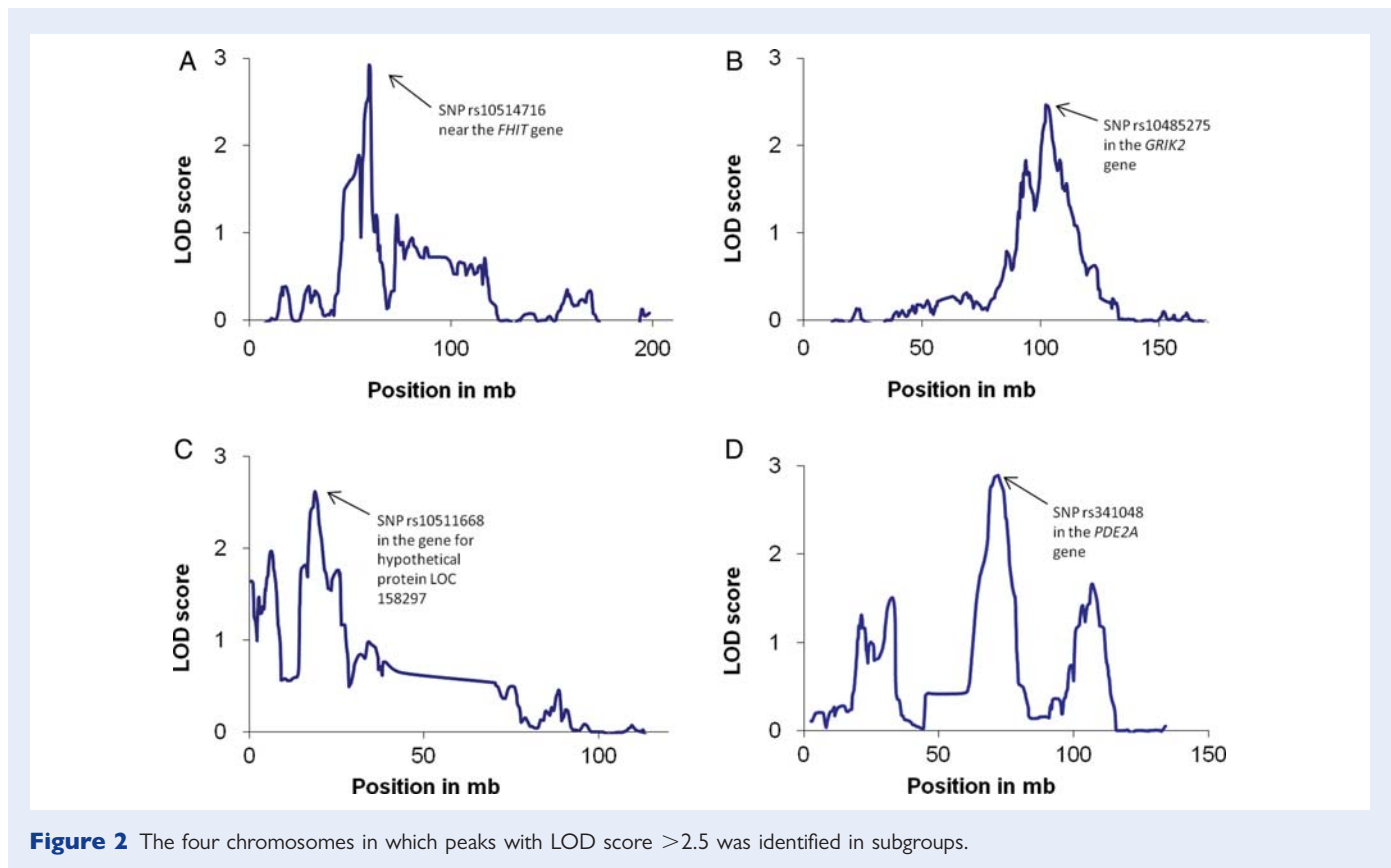 A
3
2
1
0
LOD score
SNP rs10514716
near the FHIT gene
0 100 200
Position in mb
B
3
2
1
0
LOD score
SNP rs10485275
in the GRIK2
gene
0 50 100 150
Position in mb
C
3
2
1
0
LOD score
SNP rs10511668
in the gene for
hypothetical
protein LOC
158297
0 50 100
Position in mb
D
3
2
1
0
LOD score
SNP rs341048
in the PDE2A
gene
0 50 100 150
Position in mb
Figure 2 The four chromosomes in which peaks with LOD score >2.5 was identified in subgroups.